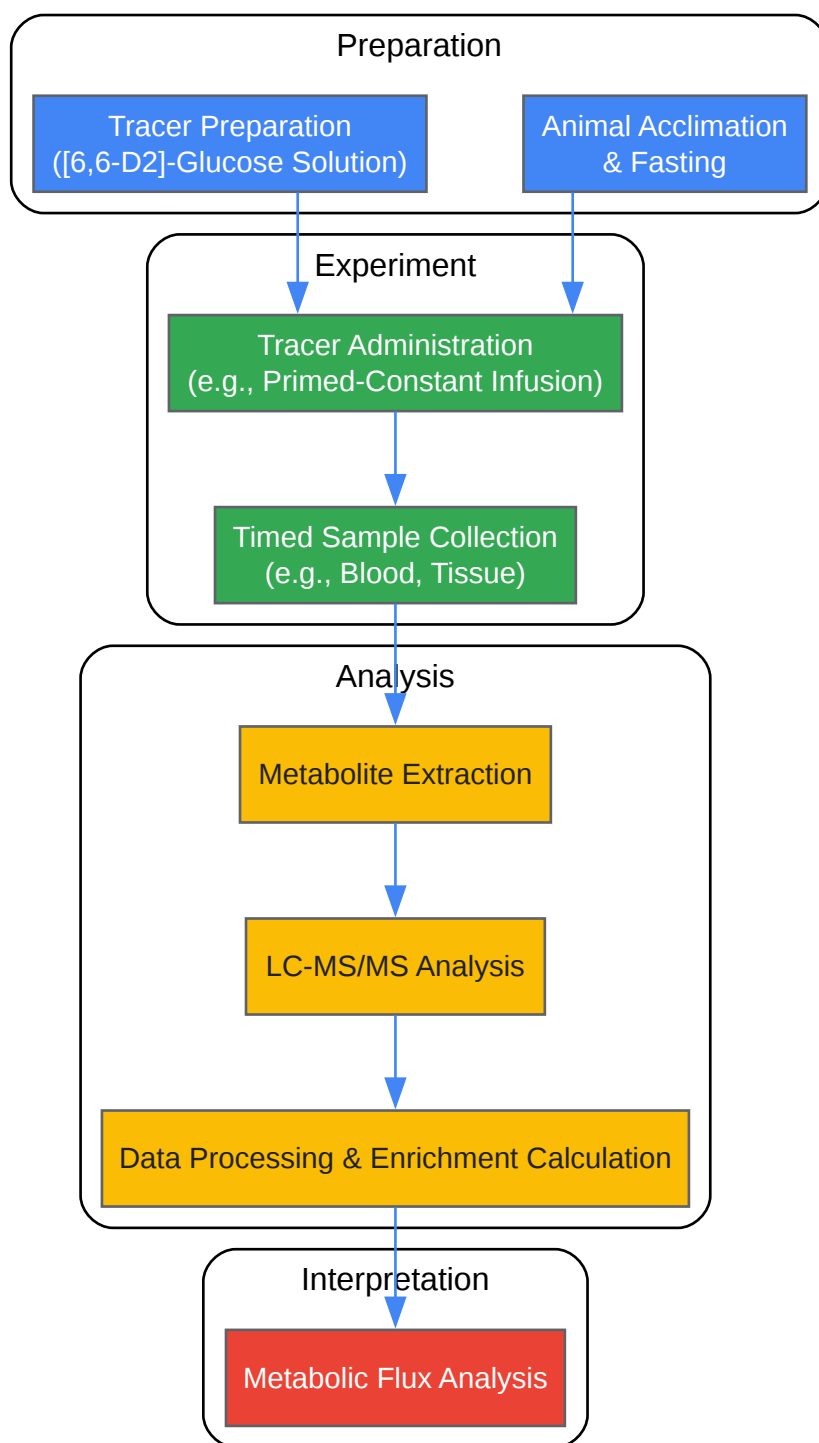 Preparation
Tracer Preparation
([6,6-D2]-Glucose Solution)
Animal Acclimation
& Fasting
Experiment
Tracer Administration
(e.g., Primed-Constant Infusion)
Timed Sample Collection
(e.g., Blood, Tissue)
Analysis
Metabolite Extraction
LC-MS/MS Analysis
Data Processing & Enrichment Calculation
Interpretation
Metabolic Flux Analysis